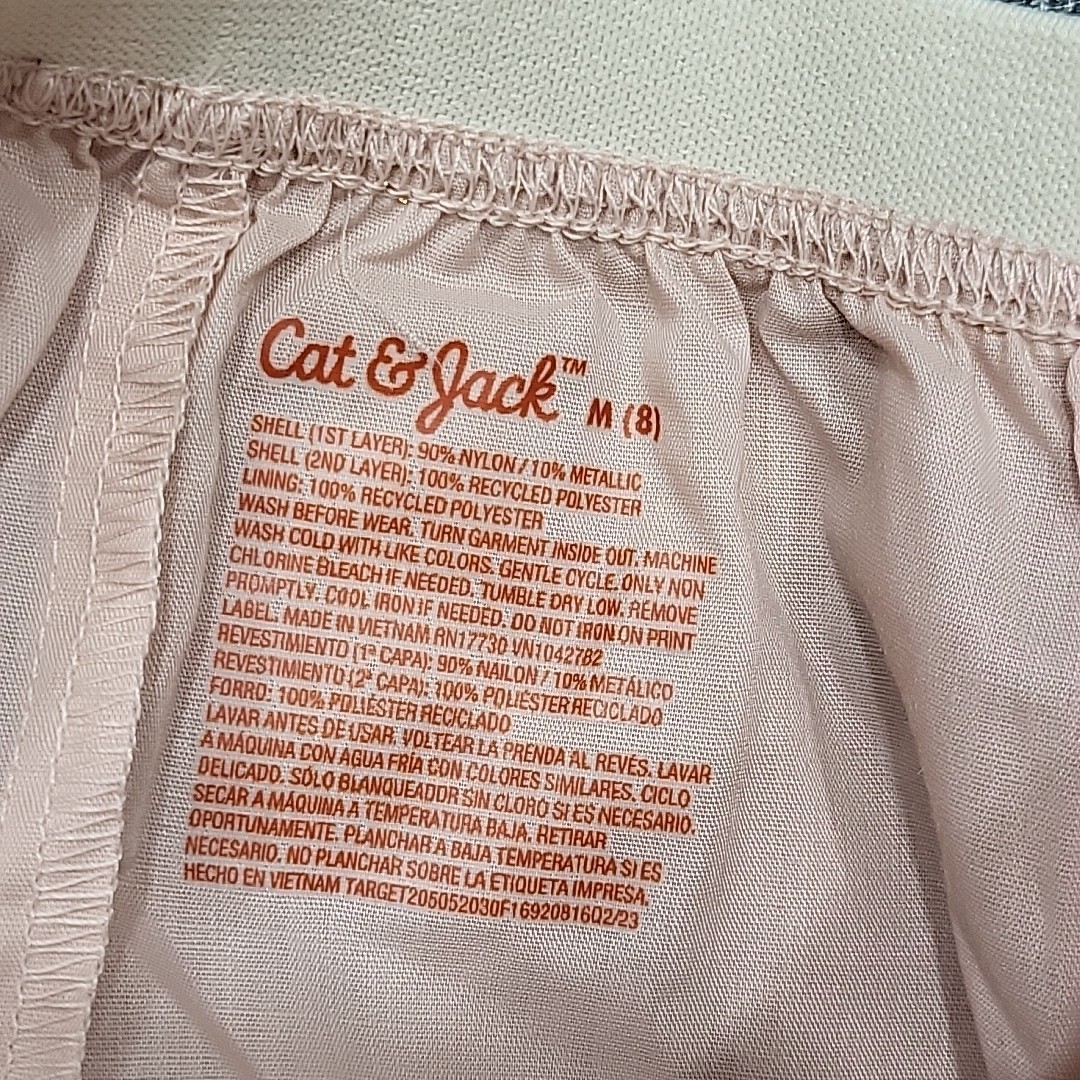 Cat & Jack™ M (8)
SHELL (1ST LAYER): 90% NYLON / 10% METALLIC
SHELL (2ND LAYER): 100% RECYCLED POLYESTER
LINING: 100% RECYCLED POLYESTER
WASH BEFORE WEAR. TURN GARMENT INSIDE OUT. MACHINE
WASH COLD WITH LIKE COLORS. GENTLE CYCLE. ONLY NON
CHLORINE BLEACH IF NEEDED. TUMBLE DRY LOW. REMOVE
PROMPTLY. COOL IRON IF NEEDED. DO NOT IRON ON PRINT
LABEL. MADE IN VIETNAM RN17730 VN1042782
REVESTIMIENTO (1ª CAPA): 90% NAILON / 10% METÁLICO
REVESTIMIENTO (2ª CAPA): 100% POLIÉSTER RECICLADO
FORRO: 100% POLIÉSTER RECICLADO
LAVAR ANTES DE USAR. VOLTEAR LA PRENDA AL REVÉS. LAVAR
A MÁQUINA CON AGUA FRÍA CON COLORES SIMILARES. CICLO
DELICADO. SÓLO BLANQUEADOR SIN CLORO SI ES NECESARIO.
SECAR A MÁQUINA A TEMPERATURA BAJA. RETIRAR
OPORTUNAMENTE. PLANCHAR A BAJA TEMPERATURA SI ES
NECESARIO. NO PLANCHAR SOBRE LA ETIQUETA IMPRESA.
HECHO EN VIETNAM TARGET205052030F16920816Q2/23